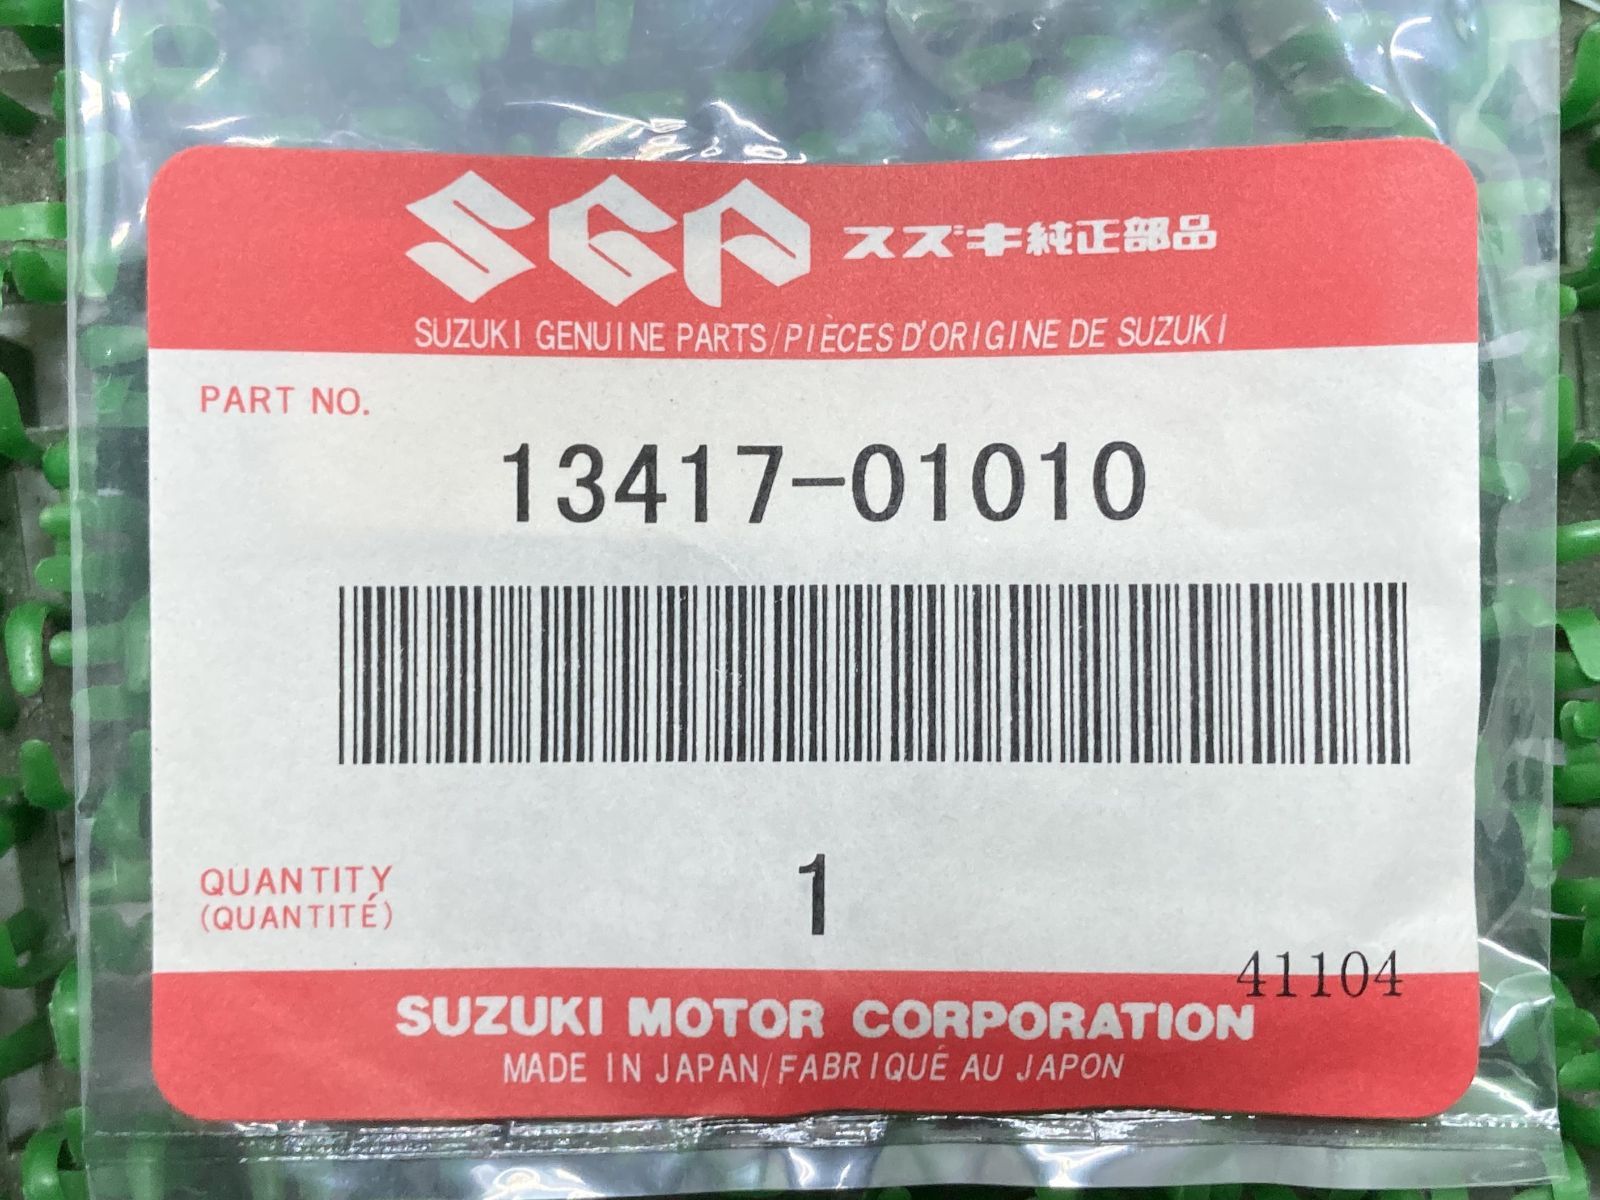 SGP スズキ純正部品
SUZUKI GENUINE PARTS/PIÈCES D'ORIGINE DE SUZUKI
PART NO.
13417-01010
QUANTITY
(QUANTITÉ)
1
41104
SUZUKI MOTOR CORPORATION
MADE IN JAPAN/FABRIQUÉ AU JAPON